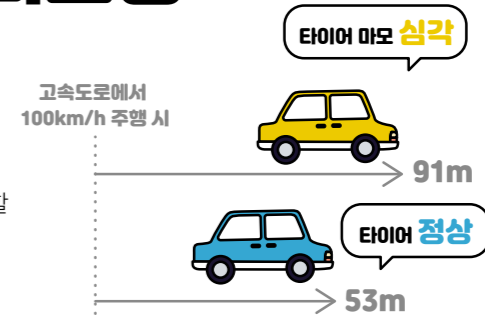 타이어 마모 심각
고속도로에서
100km/h 주행 시
91m
타이어 정상
53m